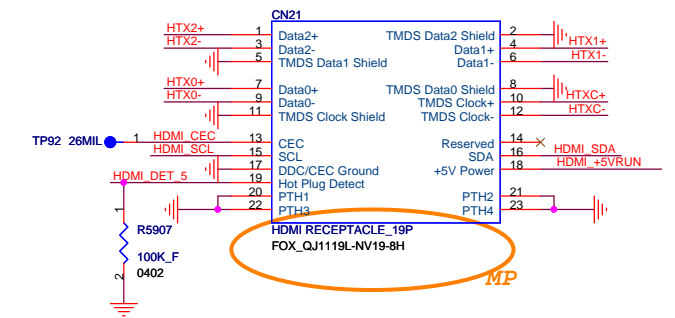 CN21
HTX2+ 1 Data2+ TMDS Data2 Shield 2
HTX2- 3 Data2- Data1+ 4 HTX1+
5 TMDS Data1 Shield Data1- 6 HTX1-
HTX0+ 7 Data0+ TMDS Data0 Shield 8
HTX0- 9 Data0- TMDS Clock+ 10 HTXC+
11 TMDS Clock Shield TMDS Clock- 12 HTXC-
TP92 26MIL 1 HDMI_CEC 13 CEC Reserved 14
HDMI_SCL 15 SCL SDA 16 HDMI_SDA
17 DDC/CEC Ground +5V Power 18 HDMI_+5VRUN
HDMI_DET_5 19 Hot Plug Detect
20 PTH1 PTH2 21
22 PTH3 PTH4 23
1
R5907
100K_F
0402
2
HDMI RECEPTACLE_19P
FOX_QJ1119L-NV19-8H
MP